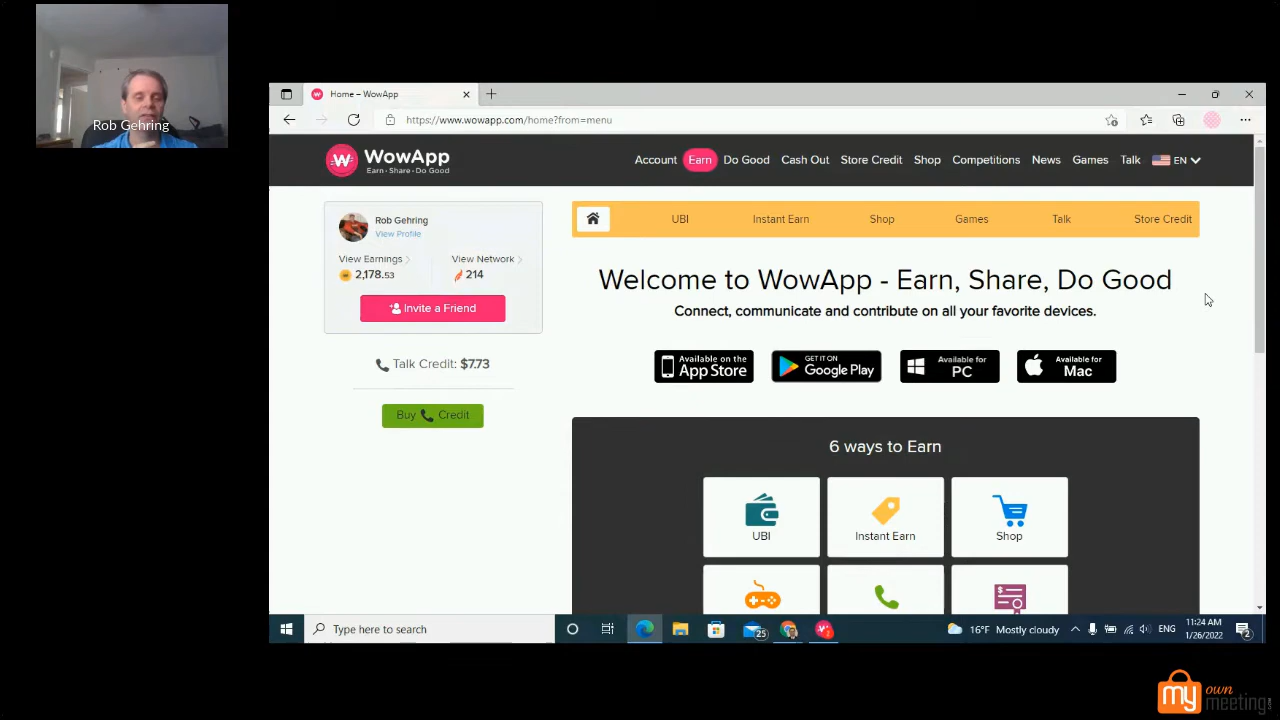 Rob Gehring
Home – WowApp
https://www.wowapp.com/home?from=menu
W WowApp
Earn · Share · Do Good
Account Earn Do Good Cash Out Store Credit Shop Competitions News Games Talk EN
Rob Gehring
View Profile
View Earnings View Network
2,178.53 214
Invite a Friend
Talk Credit: $7.73
Buy Credit
UBI Instant Earn Shop Games Talk Store Credit
Welcome to WowApp - Earn, Share, Do Good
Connect, communicate and contribute on all your favorite devices.
Available on the
App Store
GET IT ON
Google Play
Available for
PC
Available for
Mac
6 ways to Earn
UBI Instant Earn Shop
Type here to search
25
16°F Mostly cloudy
ENG
11:24 AM
1/26/2022
2
my own
meeting.com